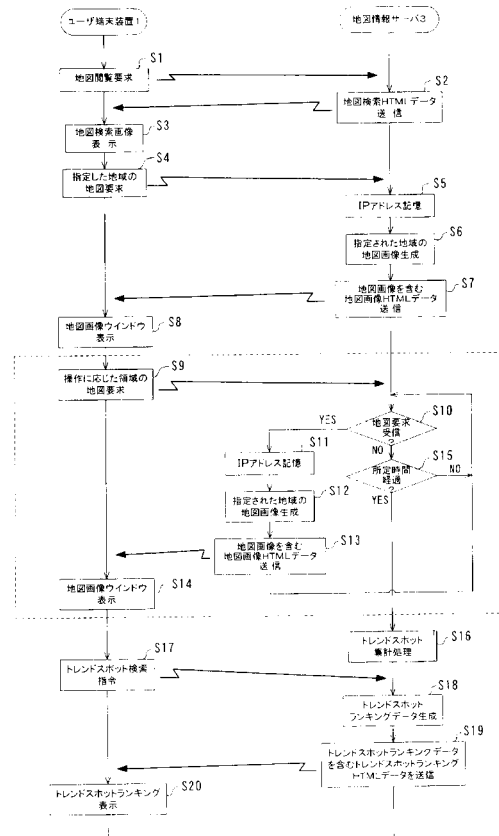 ユーザ端末装置1
地図情報サーバ3
S1
地図閲覧要求
S2
地図検索HTMLデータ
送信
S3
地図検索画像
表示
S4
指定した地域の
地図要求
S5
IPアドレス記憶
S6
指定された地域の
地図画像生成
S7
地図画像を含む
地図画像HTMLデータ
送信
地図画像ウインドウ
表示
S8
S9
操作に応じた領域の
地図要求
S10
地図要求
受信
?
YES
NO
S11
IPアドレス記憶
S15
所定時間
経過
?
NO
YES
S12
指定された地域の
地図画像生成
S13
地図画像を含む
地図画像HTMLデータ
送信
地図画像ウインドウ
表示
S14
トレンドスポット
集計処理
S16
S17
トレンドスポット検索
指令
S18
トレンドスポット
ランキングデータ生成
S19
トレンドスポットランキングデータ
を含むトレンドスポットランキング
HTMLデータを送信
トレンドスポットランキング
表示
S20